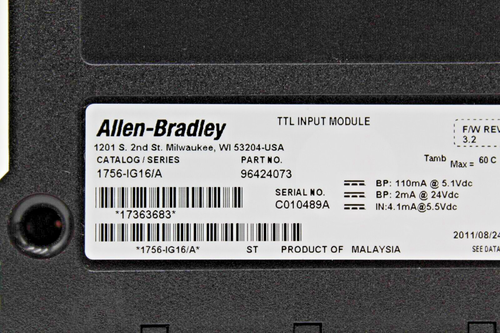 Allen-Bradley
TTL INPUT MODULE
F/W REV
3.2
1201 S. 2nd St. Milwaukee, WI 53204-USA
CATALOG / SERIES PART NO. Tamb Max = 60 C
1756-IG16/A 96424073
SERIAL NO. BP: 110mA @ 5.1Vdc
C010489A BP: 2mA @ 24Vdc
*17363683* IN:4.1mA@5.5Vdc
2011/08/24
*1756-IG16/A* ST PRODUCT OF MALAYSIA SEE DATA